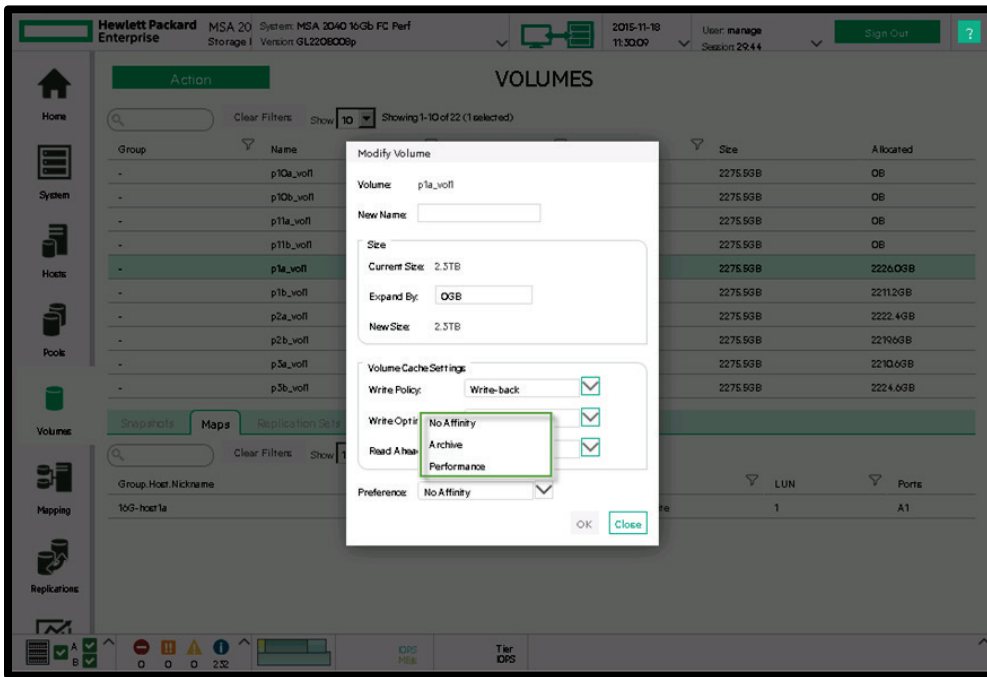 Hewlett Packard
Enterprise
MSA 20
Storage I
System: MSA 2040 16Gb FC Perf
Version: GL220B008p
2015-11-18
11:30:09
User: manage
Session: 29:44
Sign Out
?
Action
VOLUMES
Home
System
Hosts
Pools
Volumes
Mapping
Replications
Clear Filters Show 10 Showing 1-10 of 22 (1 selected)
Group Name Size Allocated
- p10a_vol1 2275.5GB 0B
- p10b_vol1 2275.5GB 0B
- p11a_vol1 2275.5GB 0B
- p11b_vol1 2275.5GB 0B
- p1a_vol1 2275.5GB 2226.0GB
- p1b_vol1 2275.5GB 2211.2GB
- p2a_vol1 2275.5GB 2222.4GB
- p2b_vol1 2275.5GB 2219.6GB
- p3a_vol1 2275.5GB 2210.6GB
- p3b_vol1 2275.5GB 2224.6GB
Modify Volume
Volume: p1a_vol1
New Name:
Size
Current Size: 2.3TB
Expand By: 0GB
New Size: 2.3TB
Volume Cache Settings
Write Policy: Write-back
Write Optim
Read Ahead
No Affinity
Archive
Performance
Preference: No Affinity
OK Close
Snapshots Maps Replication Sets
Clear Filters Show 1
Group.Host.Nickname LUN Ports
16G-host1a 1 A1
A
B
0 0 0 232
IOPS
MB/s
Tier
IOPS